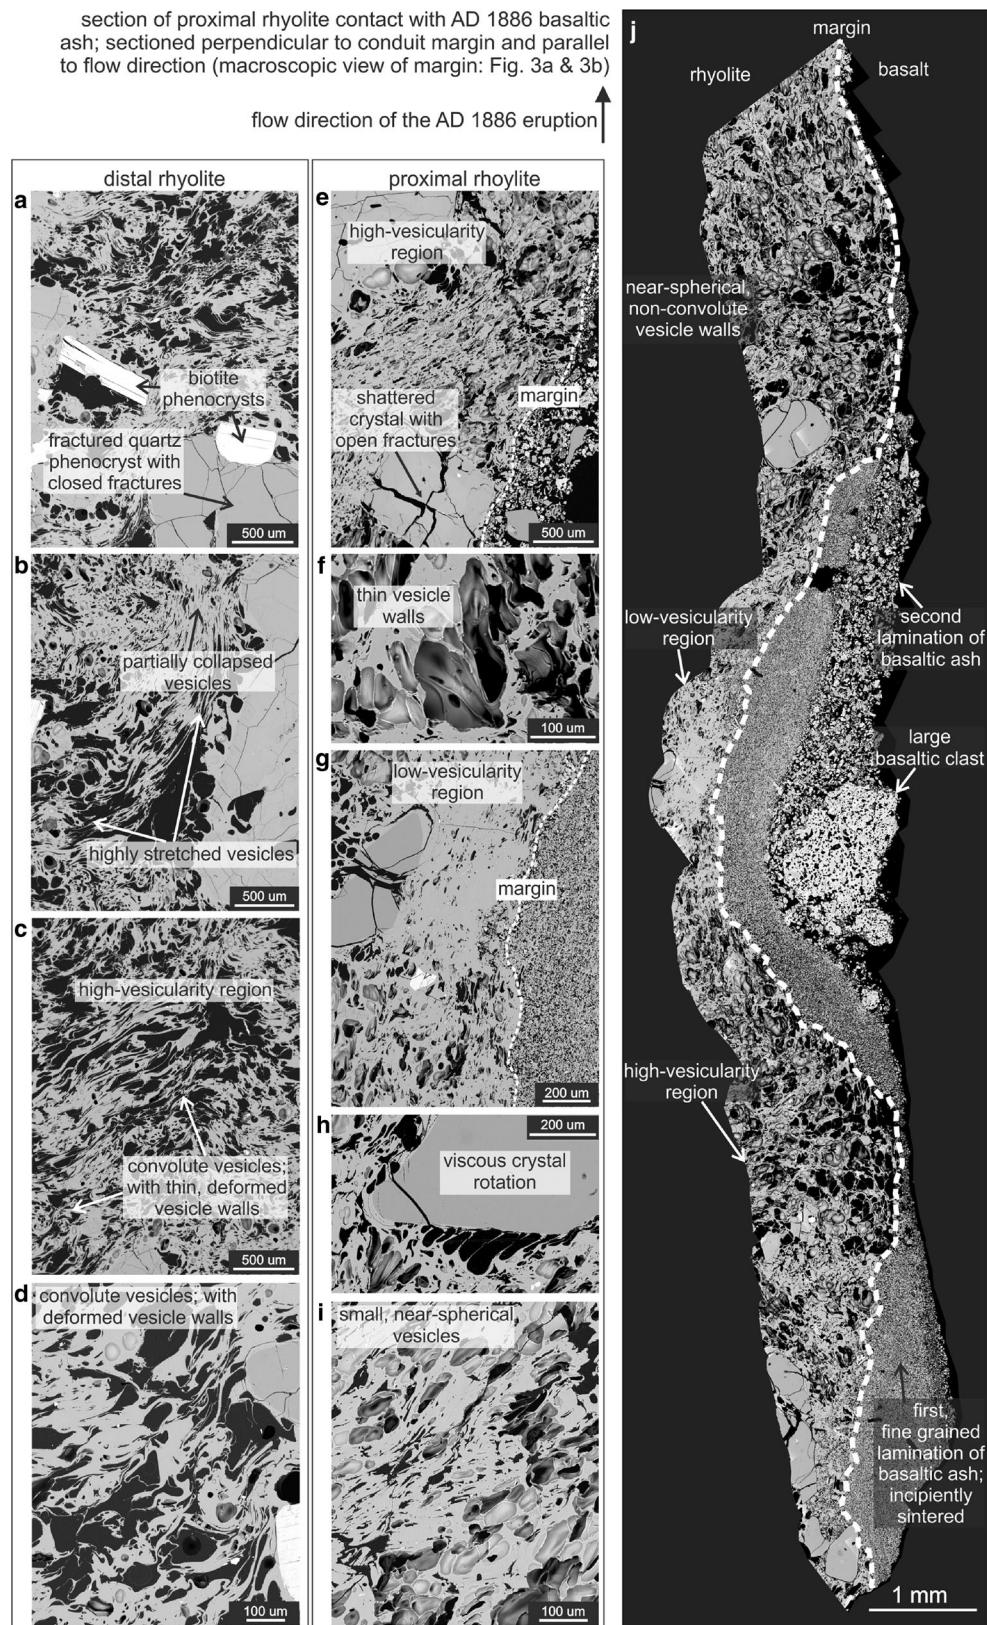 section of proximal rhyolite contact with AD 1886 basaltic
ash; sectioned perpendicular to conduit margin and parallel
to flow direction (macroscopic view of margin: Fig. 3a & 3b)
flow direction of the AD 1886 eruption
distal rhyolite
a
biotite
phenocrysts
fractured quartz
phenocryst with
closed fractures
500 um
b
partially collapsed
vesicles
highly stretched vesicles
500 um
c
high-vesicularity region
convolute vesicles;
with thin, deformed
vesicle walls
500 um
d
convolute vesicles; with
deformed vesicle walls
100 um
proximal rhoylite
e
high-vesicularity
region
margin
shattered
crystal with
open fractures
500 um
f
thin vesicle
walls
100 um
g
low-vesicularity
region
margin
200 um
h
200 um
viscous crystal
rotation
i
small, near-spherical
vesicles
100 um
j
margin
rhyolite
basalt
near-spherical,
non-convolute
vesicle walls
low-vesicularity
region
second
lamination of
basaltic ash
large
basaltic clast
high-vesicularity
region
first,
fine grained
lamination of
basaltic ash;
incipiently
sintered
1 mm